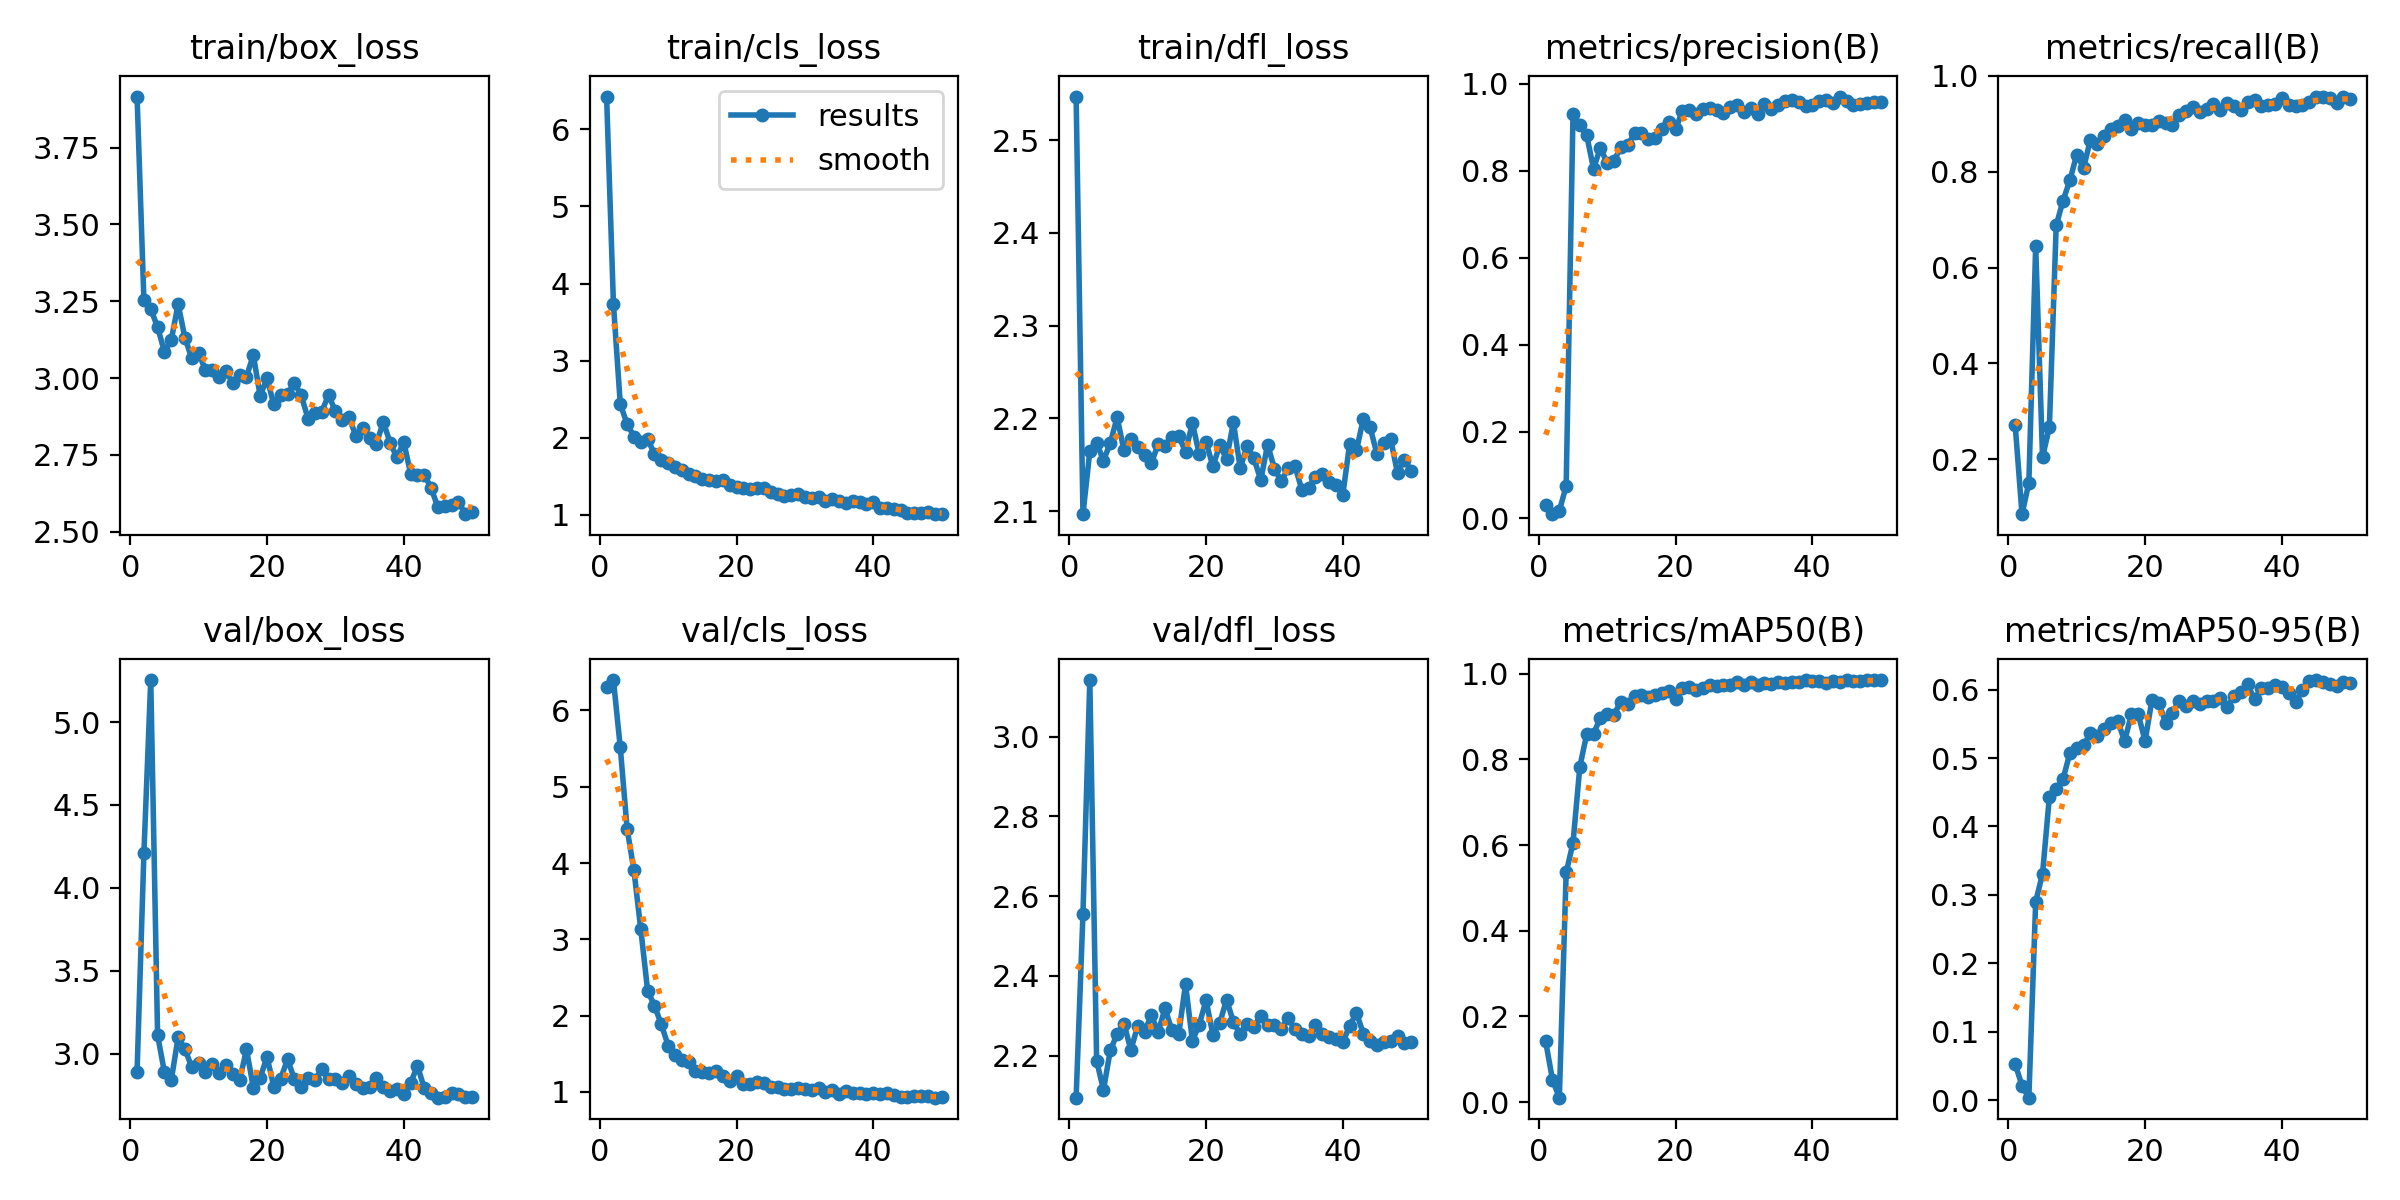 train/box_loss
3.75
3.50
3.25
3.00
2.75
2.50
0 20 40
train/cls_loss
results
smooth
6
5
4
3
2
1
0 20 40
train/dfl_loss
2.5
2.4
2.3
2.2
2.1
0 20 40
metrics/precision(B)
1.0
0.8
0.6
0.4
0.2
0.0
0 20 40
metrics/recall(B)
1.0
0.8
0.6
0.4
0.2
0 20 40
val/box_loss
5.0
4.5
4.0
3.5
3.0
0 20 40
val/cls_loss
6
5
4
3
2
1
0 20 40
val/dfl_loss
3.0
2.8
2.6
2.4
2.2
0 20 40
metrics/mAP50(B)
1.0
0.8
0.6
0.4
0.2
0.0
0 20 40
metrics/mAP50-95(B)
0.6
0.5
0.4
0.3
0.2
0.1
0.0
0 20 40